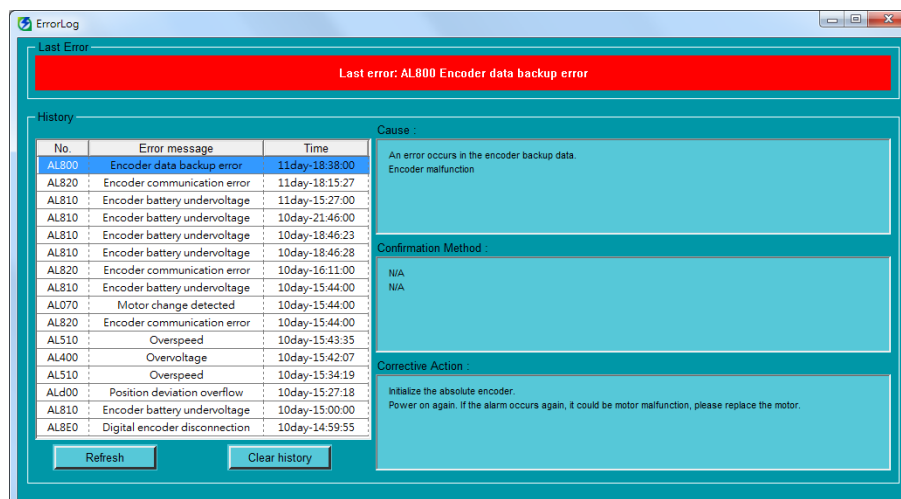 ErrorLog
Last Error
Last error: AL800 Encoder data backup error
History
No. Error message Time
AL800 Encoder data backup error 11day-18:38:00
AL820 Encoder communication error 11day-18:15:27
AL810 Encoder battery undervoltage 11day-15:27:00
AL810 Encoder battery undervoltage 10day-21:46:00
AL810 Encoder battery undervoltage 10day-18:46:23
AL810 Encoder battery undervoltage 10day-18:46:28
AL820 Encoder communication error 10day-16:11:00
AL810 Encoder battery undervoltage 10day-15:44:00
AL070 Motor change detected 10day-15:44:00
AL820 Encoder communication error 10day-15:44:00
AL510 Overspeed 10day-15:43:35
AL400 Overvoltage 10day-15:42:07
AL510 Overspeed 10day-15:34:19
ALd00 Position deviation overflow 10day-15:27:18
AL810 Encoder battery undervoltage 10day-15:00:00
AL8E0 Digital encoder disconnection 10day-14:59:55
Refresh Clear history
Cause :
An error occurs in the encoder backup data.
Encoder malfunction
Confirmation Method :
N/A
N/A
Corrective Action :
Initialize the absolute encoder.
Power on again. If the alarm occurs again, it could be motor malfunction, please replace the motor.